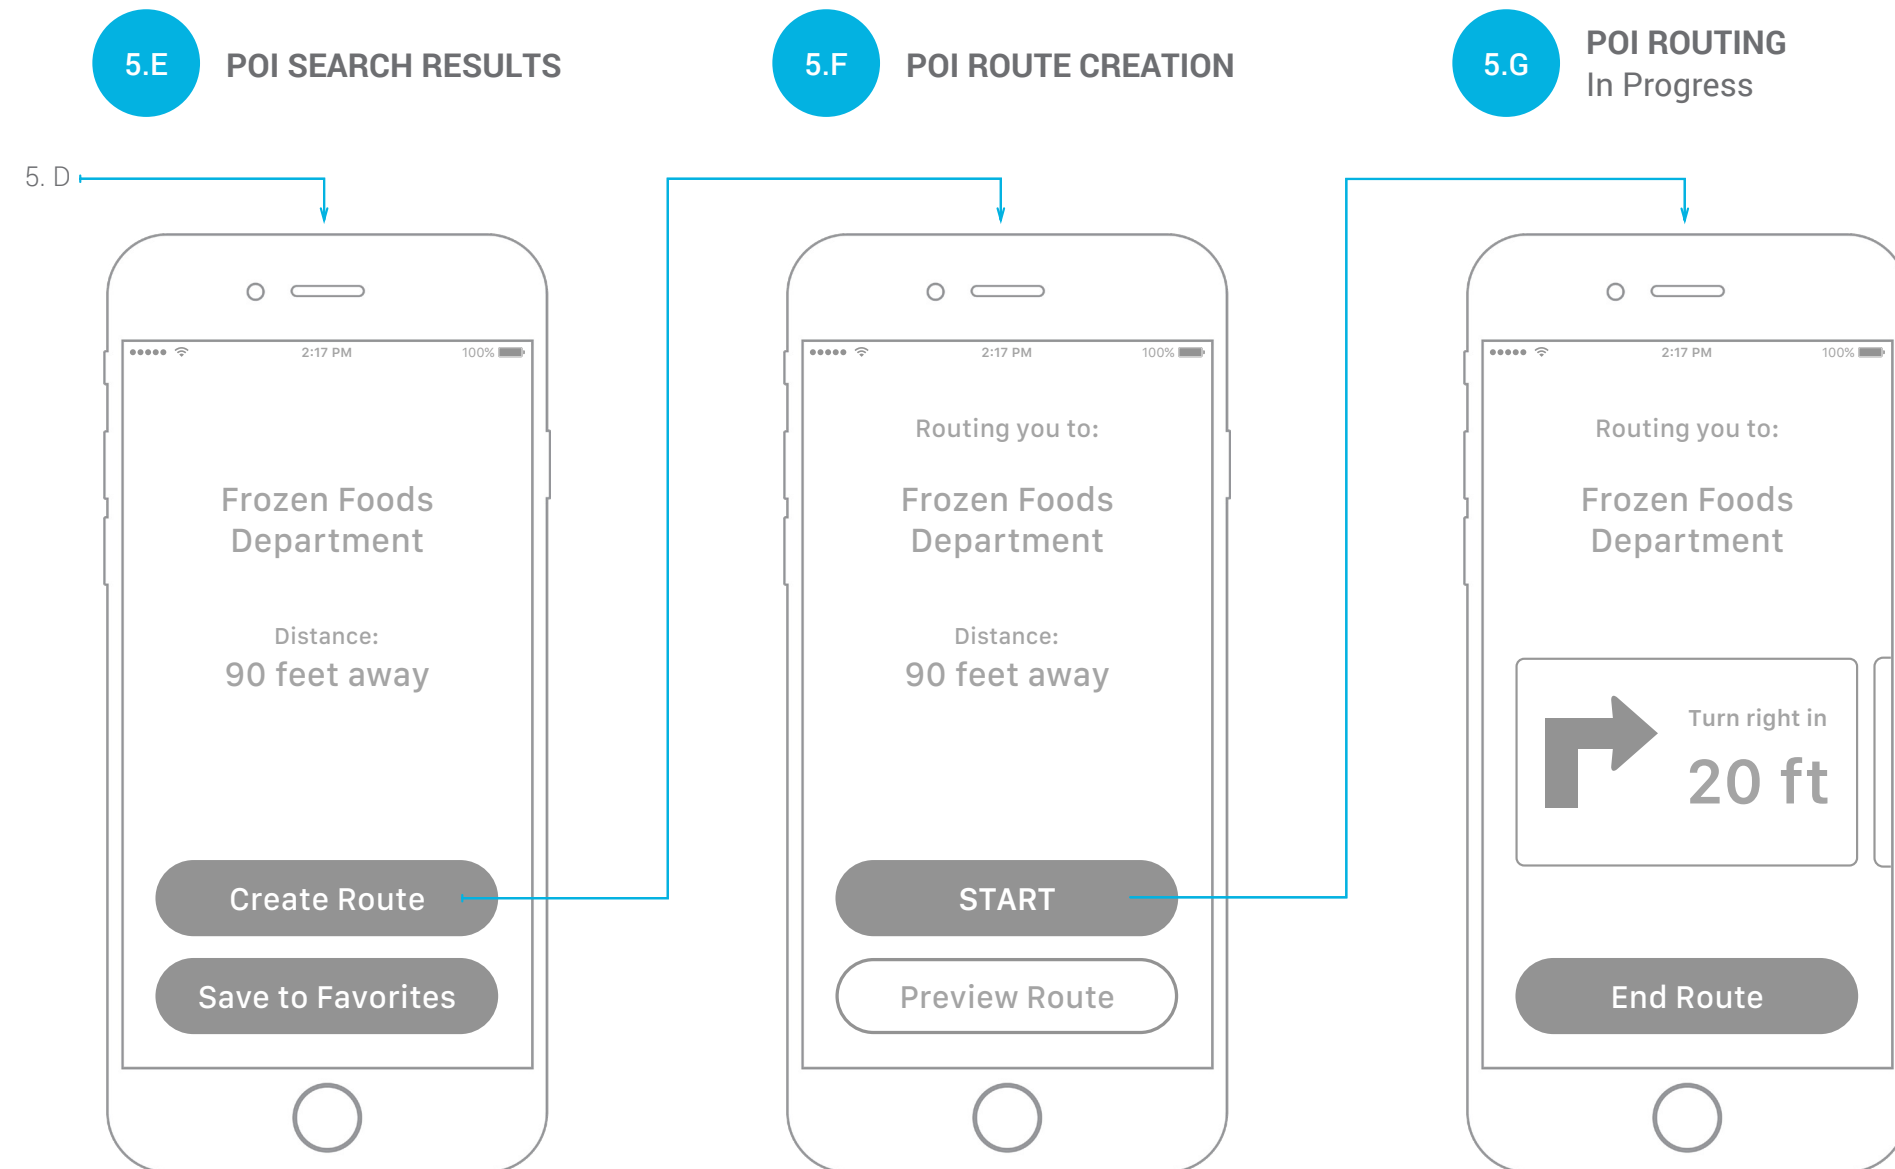 5.E
POI SEARCH RESULTS
5.F
POI ROUTE CREATION
5.G
POI ROUTING
In Progress
5. D
2:17 PM
100%
Frozen Foods
Department
Distance:
90 feet away
Create Route
Save to Favorites
2:17 PM
100%
Routing you to:
Frozen Foods
Department
Distance:
90 feet away
START
Preview Route
2:17 PM
100%
Routing you to:
Frozen Foods
Department
Turn right in
20 ft
End Route